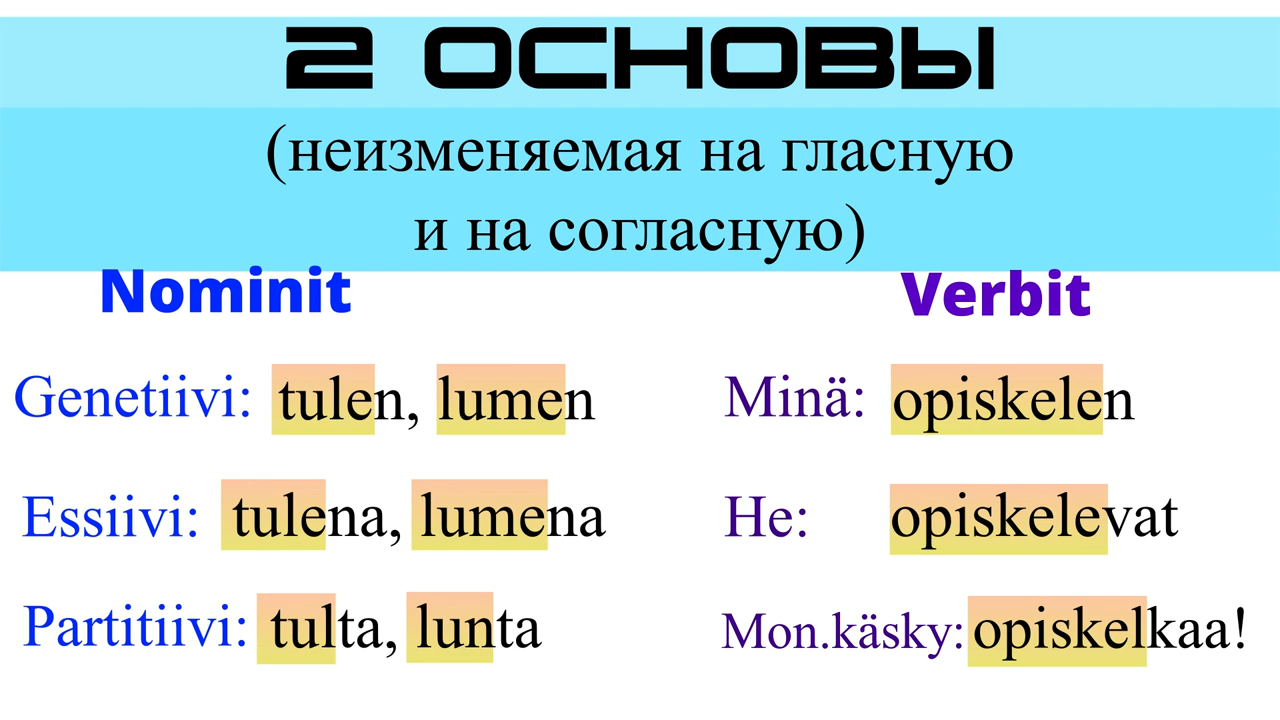 2 ОСНОВЫ
(неизменяемая на гласную
и на согласную)
Nominit
Genetiivi: tulen, lumen
Essiivi: tulena, lumena
Partitiivi: tulta, lunta
Verbit
Minä: opiskelen
He: opiskelevat
Mon.käsky: opiskelkaa!